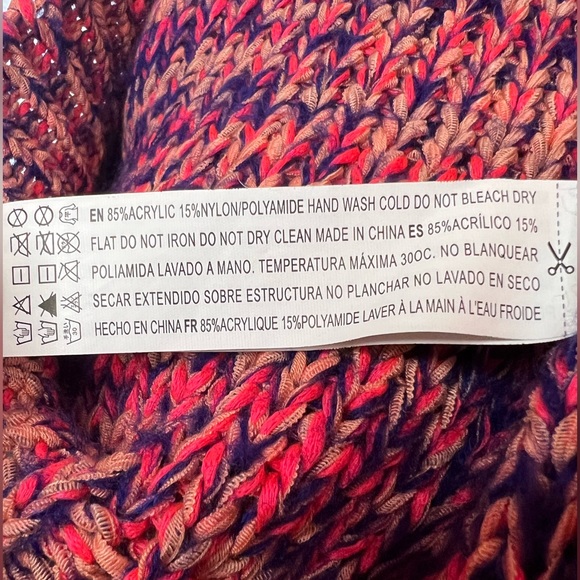 EN 85%ACRYLIC 15%NYLON/POLYAMIDE HAND WASH COLD DO NOT BLEACH DRY
FLAT DO NOT IRON DO NOT DRY CLEAN MADE IN CHINA ES 85%ACRÍLICO 15%
POLIAMIDA LAVADO A MANO. TEMPERATURA MÁXIMA 30OC. NO BLANQUEAR
SECAR EXTENDIDO SOBRE ESTRUCTURA NO PLANCHAR NO LAVADO EN SECO
HECHO EN CHINA FR 85%ACRYLIQUE 15%POLYAMIDE LAVER À LA MAIN À L'EAU FROIDE